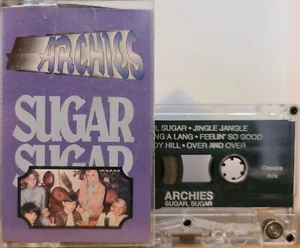 ARCHIES
SUGAR
SUGAR
, SUGAR • JINGLE JANGLE
NG A LANG • FEELIN' SO GOOD
DY HILL • OVER AND OVER
ARCHIES
SUGAR, SUGAR